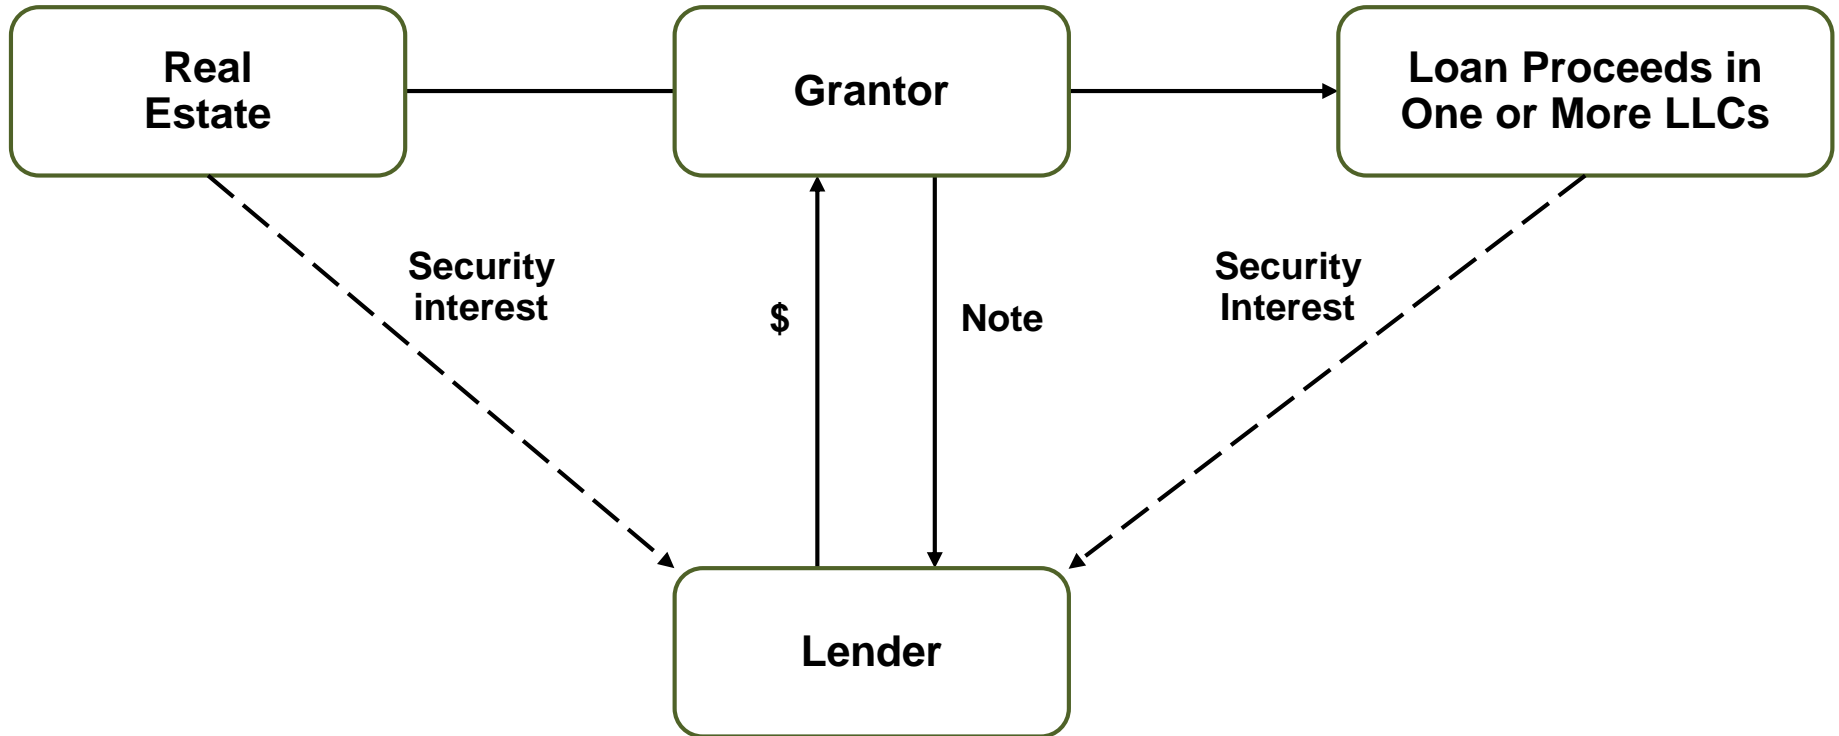 Real
Estate
Grantor
Loan Proceeds in
One or More LLCs
Security
interest
$
Note
Security
Interest
Lender